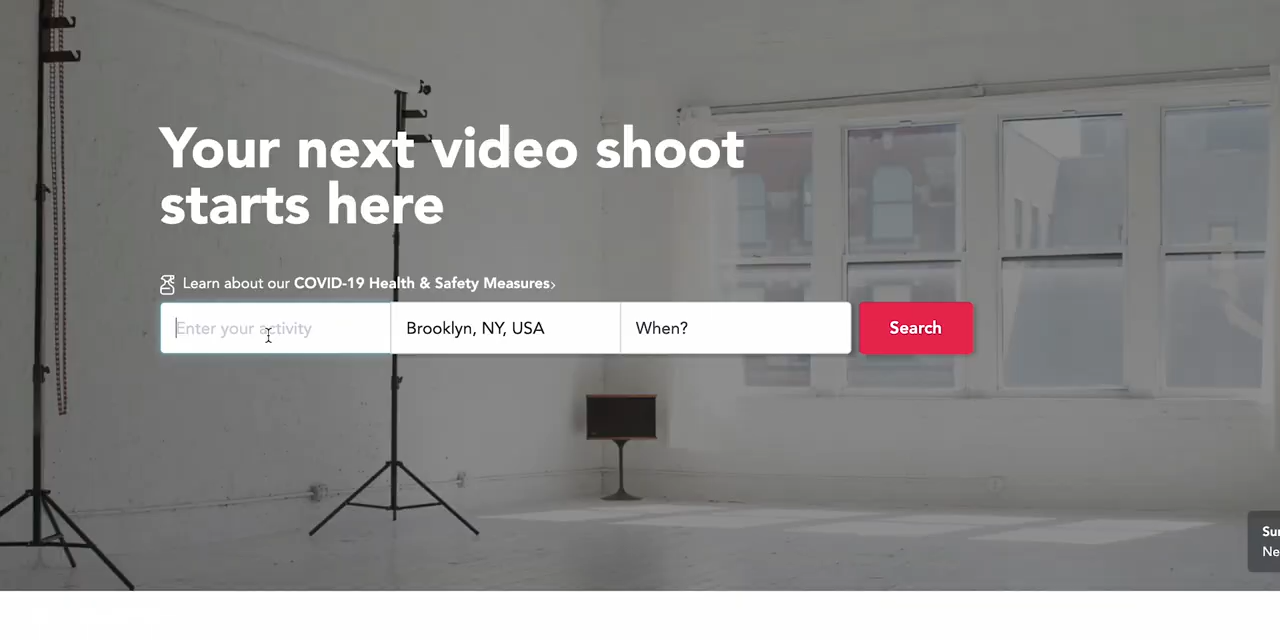 Your next video shoot
starts here
Learn about our COVID-19 Health & Safety Measures›
Enter your activity
Brooklyn, NY, USA
When?
Search